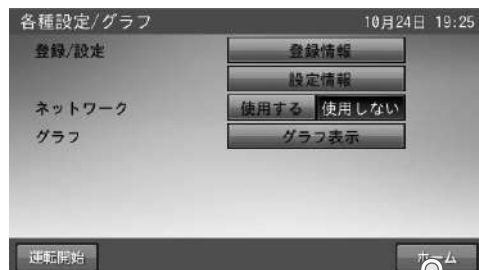 各種設定/グラフ 10月24日 19:25
登録/設定 登録情報
設定情報
ネットワーク 使用する 使用しない
グラフ グラフ表示
運転開始 ホーム